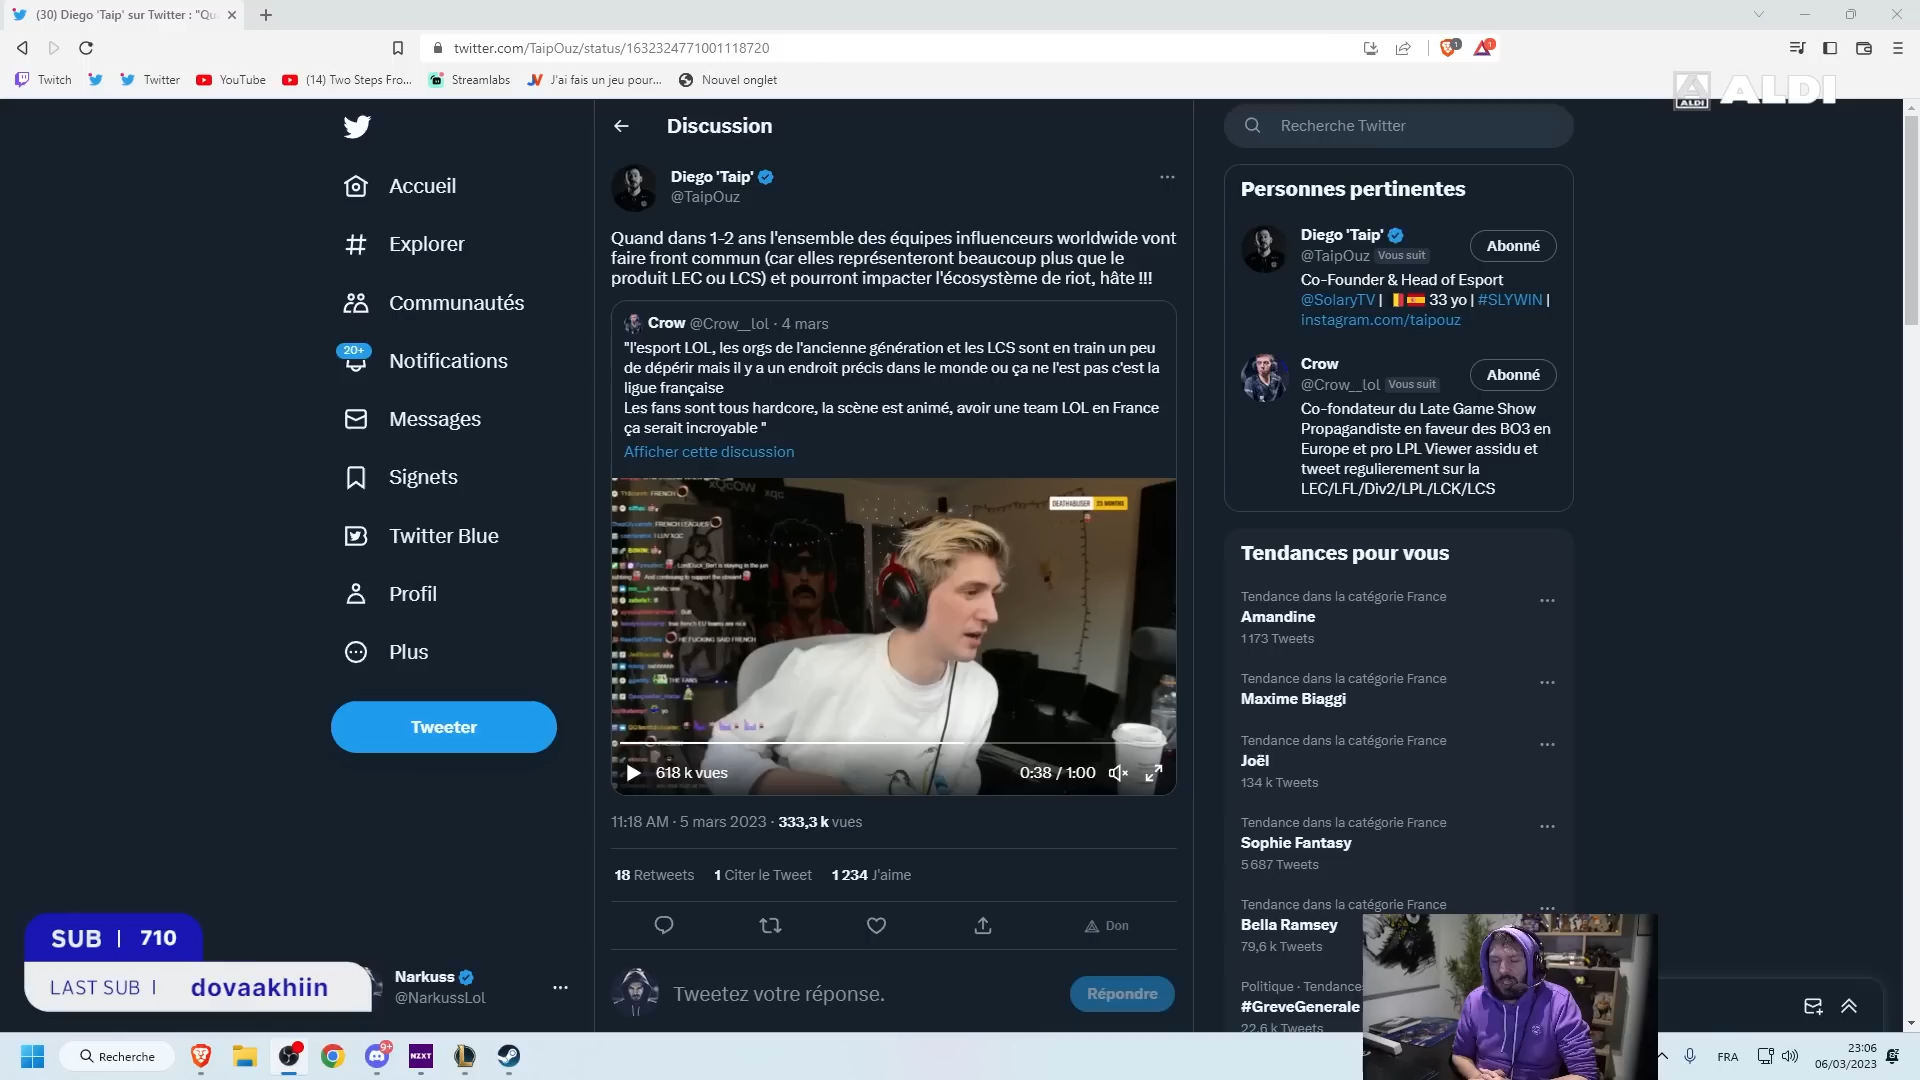 (30) Diego 'Taip' sur Twitter : "Qu
twitter.com/TaipOuz/status/1632324771001118720
Twitch
Twitter
YouTube
(14) Two Steps Fro...
Streamlabs
J'ai fais un jeu pour...
Nouvel onglet
ALDI
ALDI
Accueil
Explorer
Communautés
20+
Notifications
Messages
Signets
Twitter Blue
Profil
Plus
Tweeter
SUB | 710
LAST SUB | dovaakhiin
Narkuss
@NarkussLol
Discussion
Diego 'Taip'
@TaipOuz
Quand dans 1-2 ans l'ensemble des équipes influenceurs worldwide vont
faire front commun (car elles représenteront beaucoup plus que le
produit LEC ou LCS) et pourront impacter l'écosystème de riot, hâte !!!
Crow @Crow__lol · 4 mars
"l'esport LOL, les orgs de l'ancienne génération et les LCS sont en train un peu
de dépérir mais il y a un endroit précis dans le monde ou ça ne l'est pas c'est la
ligue française
Les fans sont tous hardcore, la scène est animé, avoir une team LOL en France
ça serait incroyable "
Afficher cette discussion
xQcOW xqc
FRENCH
FRENCH LEAGUES
HE FUCKING SAID FRENCH
THE FANS
618 k vues
0:38 / 1:00
11:18 AM · 5 mars 2023 · 333,3 k vues
18 Retweets 1 Citer le Tweet 1 234 J'aime
Don
Tweetez votre réponse.
Répondre
Recherche Twitter
Personnes pertinentes
Diego 'Taip'
@TaipOuz Vous suit
Abonné
Co-Founder & Head of Esport
@SolaryTV | 33 yo | #SLYWIN |
instagram.com/taipouz
Crow
@Crow__lol Vous suit
Abonné
Co-fondateur du Late Game Show
Propagandiste en faveur des BO3 en
Europe et pro LPL Viewer assidu et
tweet regulierement sur la
LEC/LFL/Div2/LPL/LCK/LCS
Tendances pour vous
Tendance dans la catégorie France
Amandine
1 173 Tweets
Tendance dans la catégorie France
Maxime Biaggi
Tendance dans la catégorie France
Joël
134 k Tweets
Tendance dans la catégorie France
Sophie Fantasy
5 687 Tweets
Tendance dans la catégorie France
Bella Ramsey
79,6 k Tweets
Politique · Tendances
#GreveGenerale
22,6 k Tweets
Recherche
9+
NZXT
FRA
23:06
06/03/2023